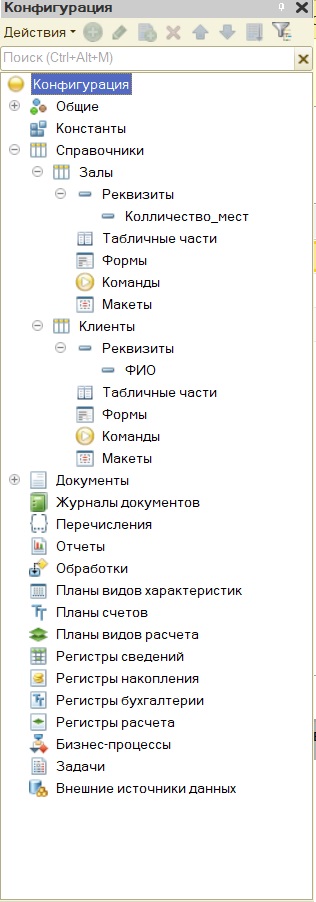 Конфигурация
Действия
Поиск (Ctrl+Alt+M)
Конфигурация
Общие
Константы
Справочники
Залы
Реквизиты
Колличество_мест
Табличные части
Формы
Команды
Макеты
Клиенты
Реквизиты
ФИО
Табличные части
Формы
Команды
Макеты
Документы
Журналы документов
Перечисления
Отчеты
Обработки
Планы видов характеристик
Планы счетов
Планы видов расчета
Регистры сведений
Регистры накопления
Регистры бухгалтерии
Регистры расчета
Бизнес-процессы
Задачи
Внешние источники данных